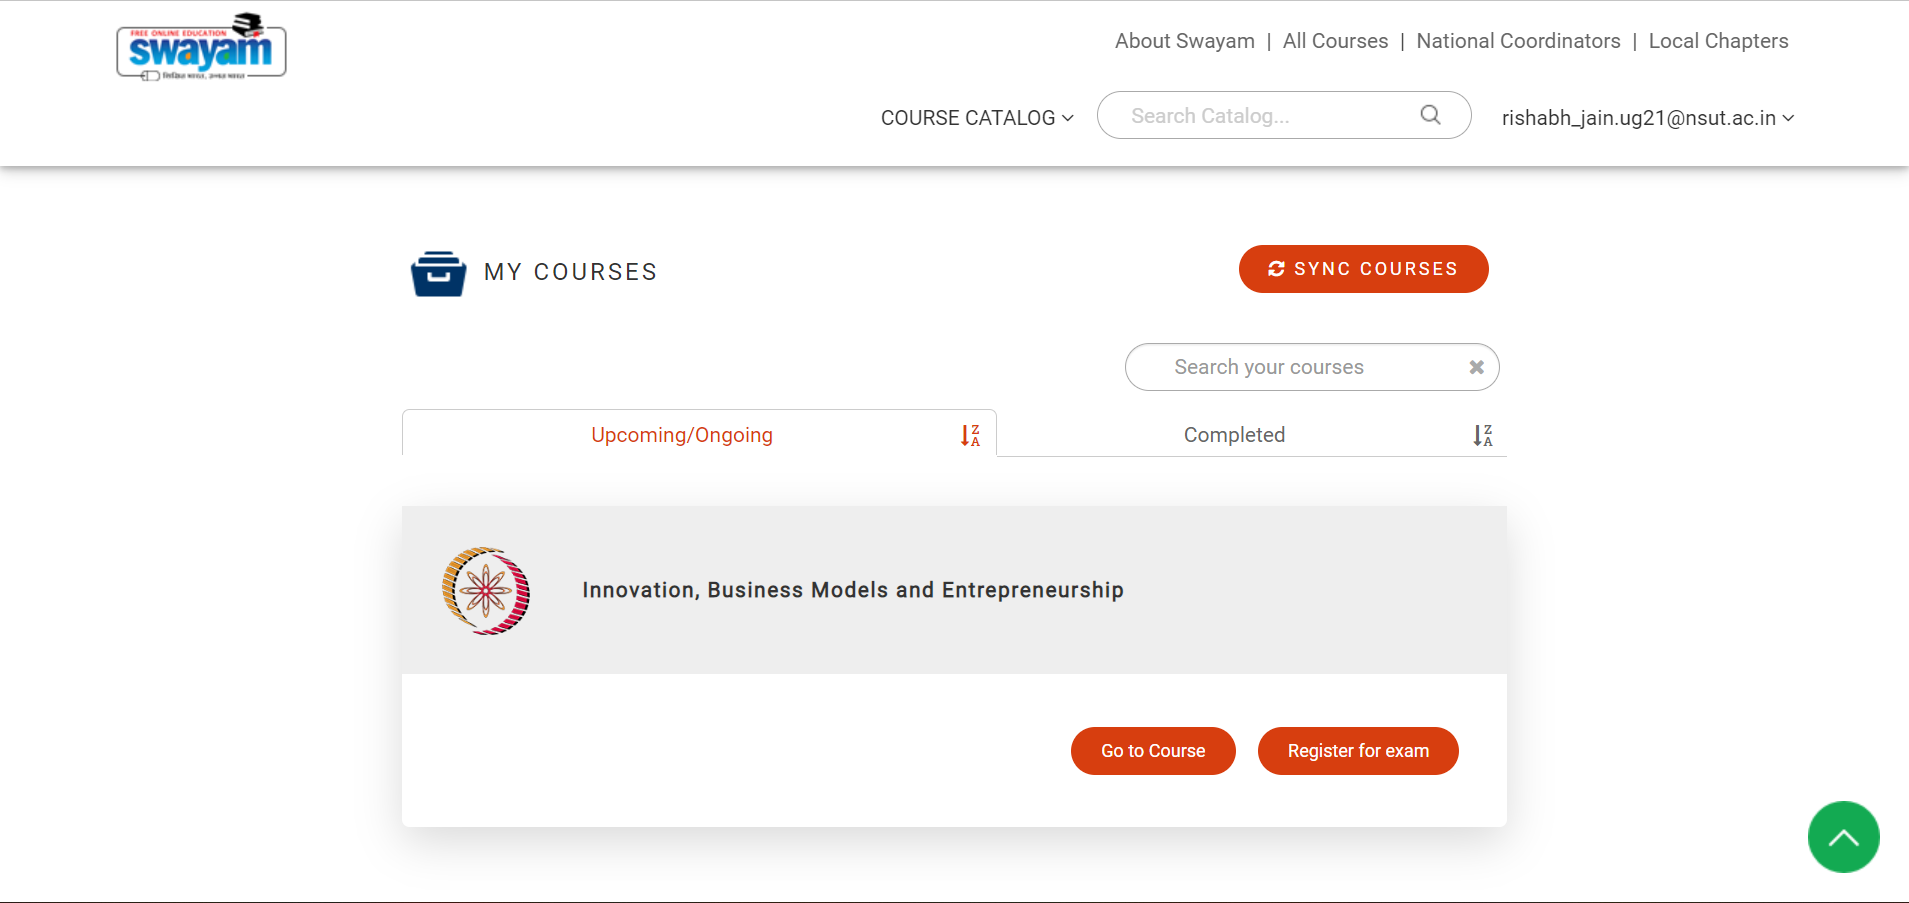 FREE ONLINE EDUCATION
swayam
About Swayam | All Courses | National Coordinators | Local Chapters
COURSE CATALOG
Search Catalog...
rishabh_jain.ug21@nsut.ac.in
MY COURSES
SYNC COURSES
Search your courses
Upcoming/Ongoing
Z
A
Completed
Z
A
Innovation, Business Models and Entrepreneurship
Go to Course
Register for exam